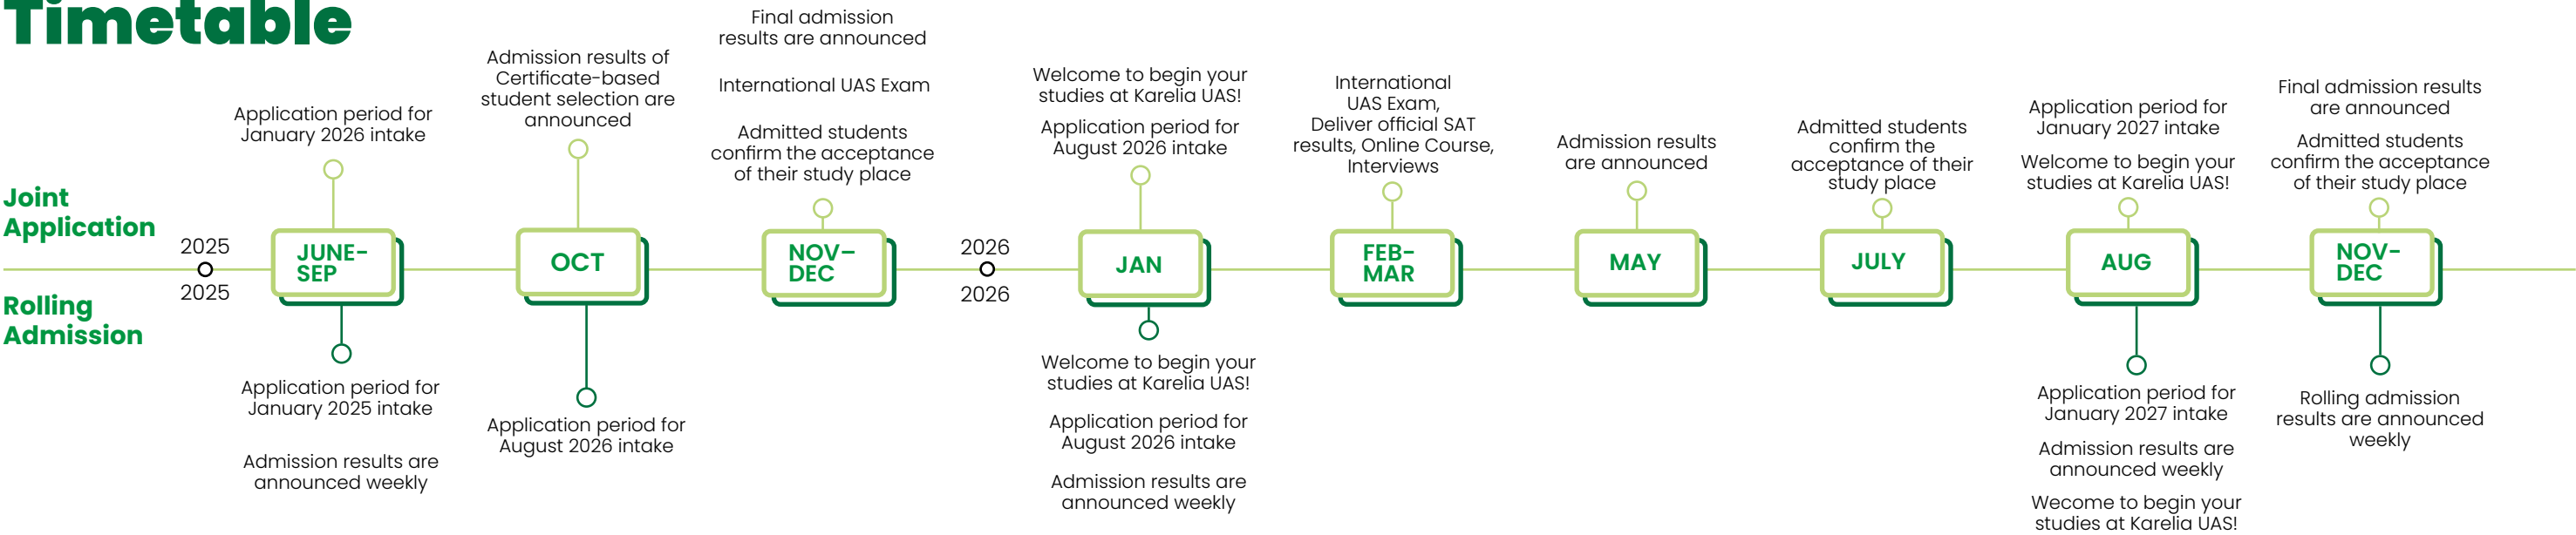 Timetable
Joint
Application
Rolling
Admission
2025
2025
Application period for
January 2026 intake
JUNE-
SEP
Application period for
January 2025 intake
Admission results are
announced weekly
Admission results of
Certificate-based
student selection are
announced
OCT
Application period for
August 2026 intake
Final admission
results are announced
International UAS Exam
Admitted students
confirm the acceptance
of their study place
NOV–
DEC
2026
2026
Welcome to begin your
studies at Karelia UAS!
Application period for
August 2026 intake
JAN
Welcome to begin your
studies at Karelia UAS!
Application period for
August 2026 intake
Admission results are
announced weekly
International
UAS Exam,
Deliver official SAT
results, Online Course,
Interviews
FEB-
MAR
Admission results
are announced
MAY
Admitted students
confirm the
acceptance of their
study place
JULY
Application period for
January 2027 intake
Welcome to begin your
studies at Karelia UAS!
AUG
Application period for
January 2027 intake
Admission results are
announced weekly
Wecome to begin your
studies at Karelia UAS!
Final admission results
are announced
Admitted students
confirm the acceptance
of their study place
NOV-
DEC
Rolling admission
results are announced
weekly